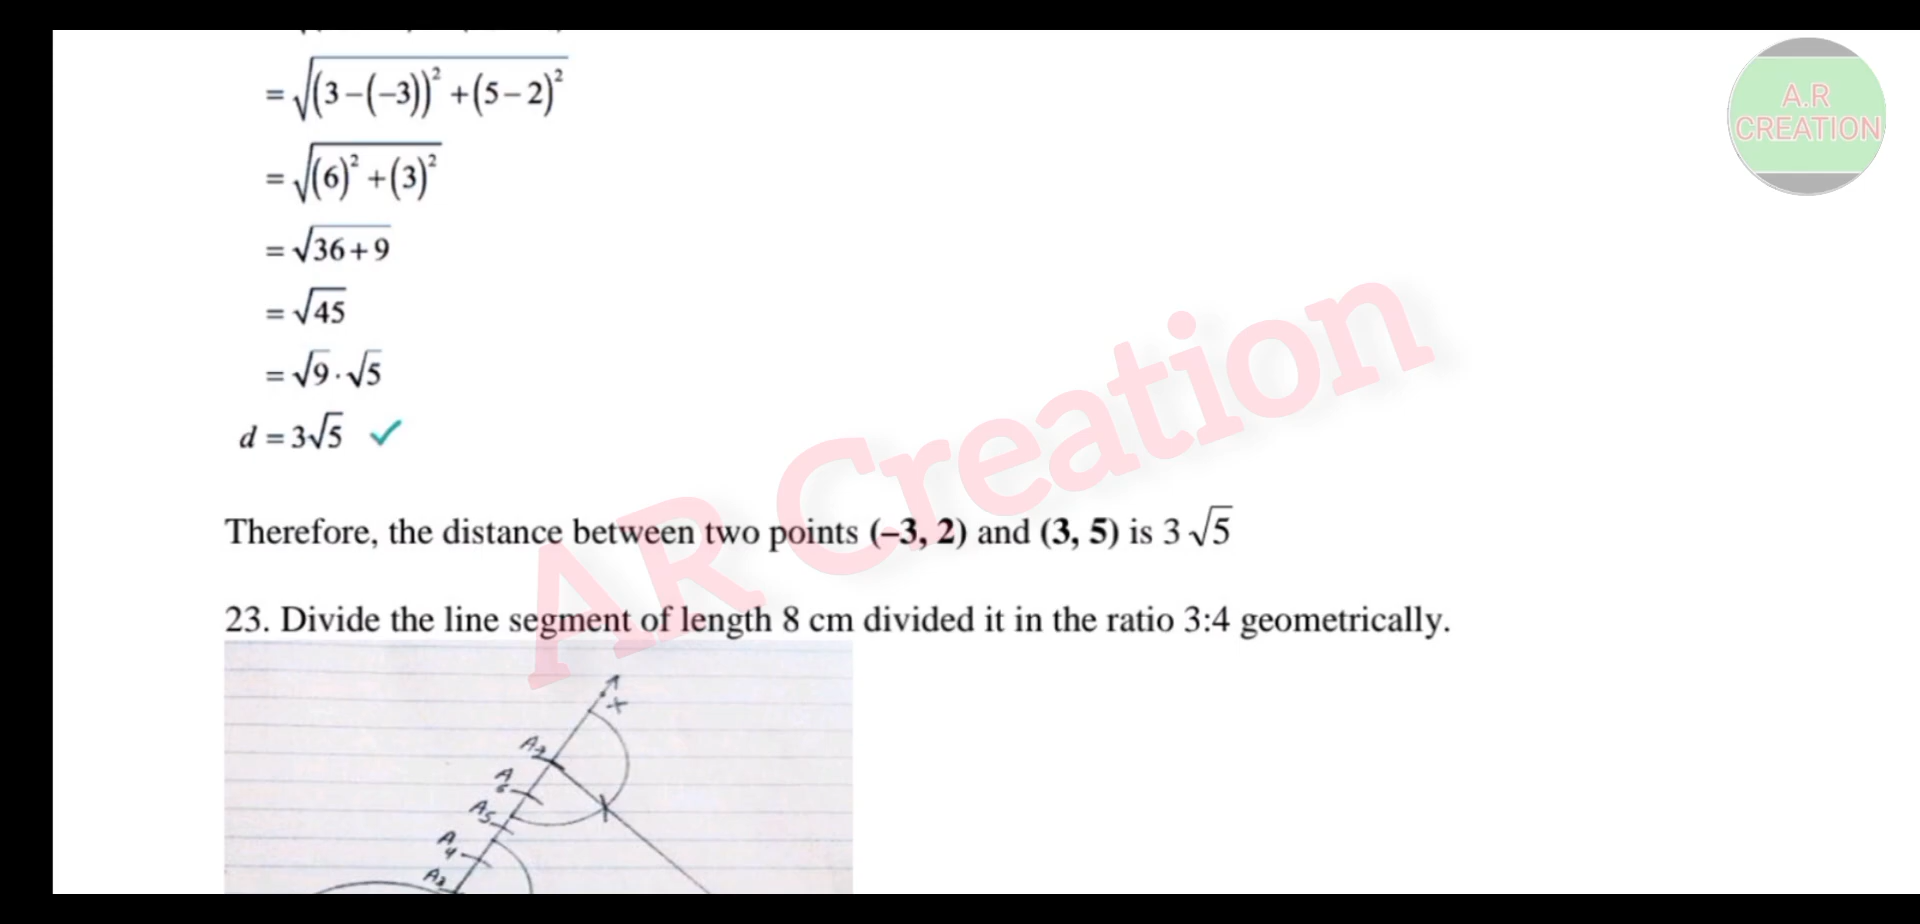 A.R
CREATION
= √((3−(−3))² + (5−2)²)
= √((6)² + (3)²)
= √(36+9)
= √45
= √9 · √5
d = 3√5 ✓
AR Creation
Therefore, the distance between two points (–3, 2) and (3, 5) is 3 √5
23. Divide the line segment of length 8 cm divided it in the ratio 3:4 geometrically.
X
A7
A6
A5
A4
A3